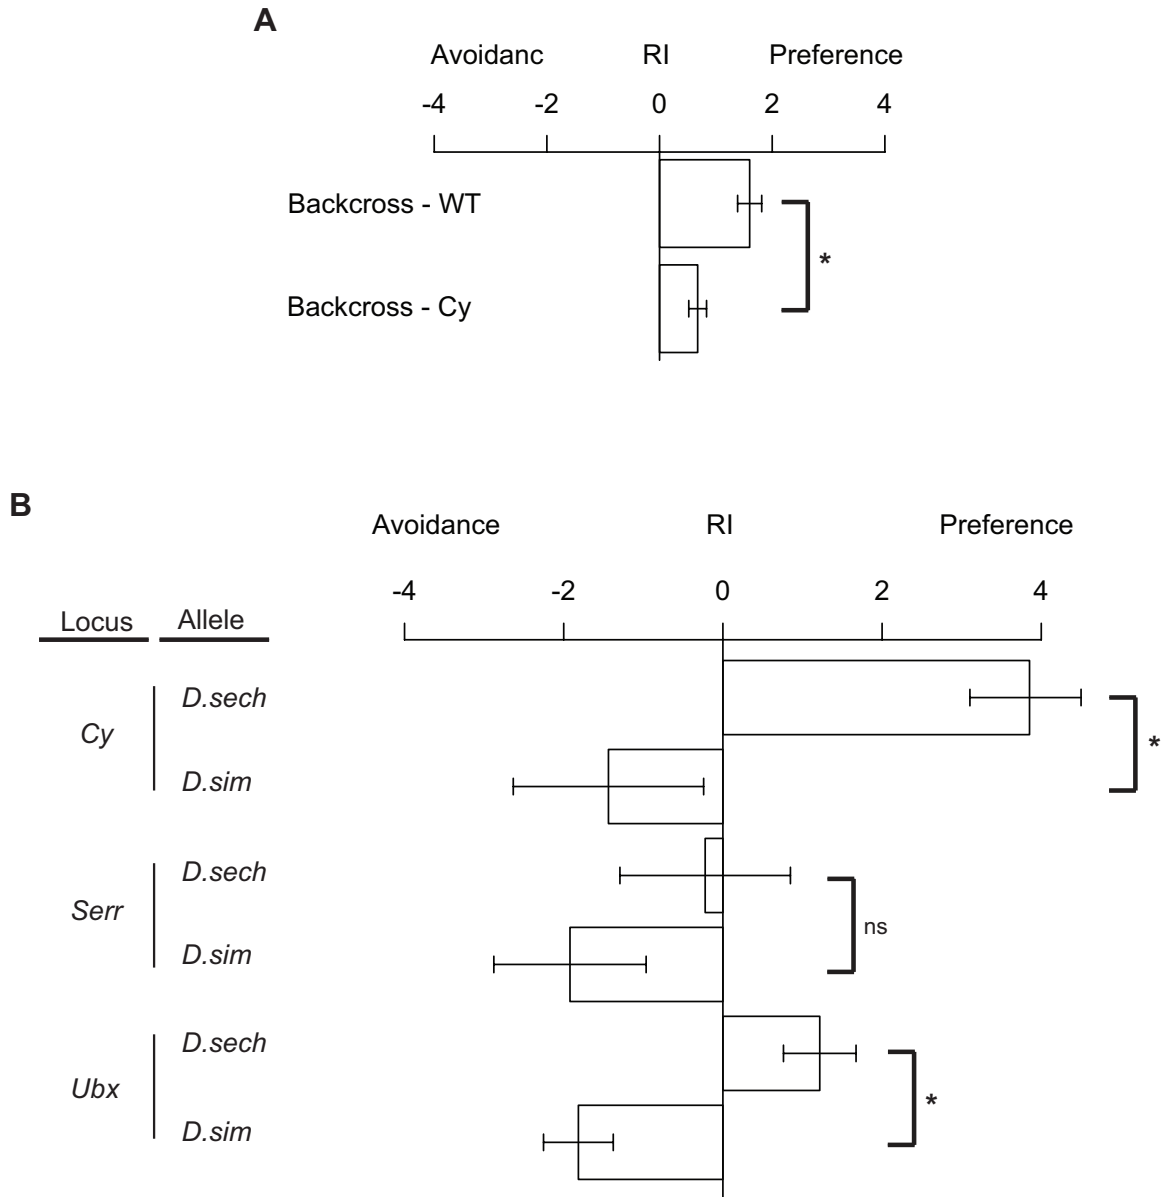 A
Avoidanc RI Preference
-4 -2 0 2 4
Backcross - WT
*
Backcross - Cy
B
Avoidance RI Preference
-4 -2 0 2 4
Locus Allele
D.sech
Cy
*
D.sim
D.sech
Serr
ns
D.sim
D.sech
Ubx
*
D.sim